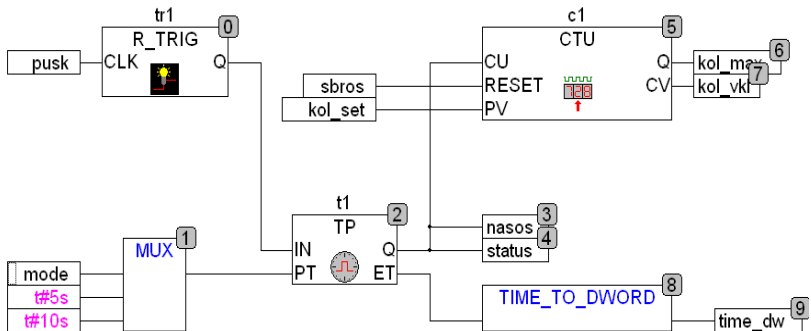 tr1
0
R_TRIG
pusk
CLK
Q
c1
5
CTU
CU
Q
6
kol_max
sbros
RESET
CV
7
kol_vkl
kol_set
PV
728
t1
2
TP
1
MUX
IN
Q
3
nasos
4
status
mode
PT
ET
t#5s
t#10s
8
TIME_TO_DWORD
9
time_dw